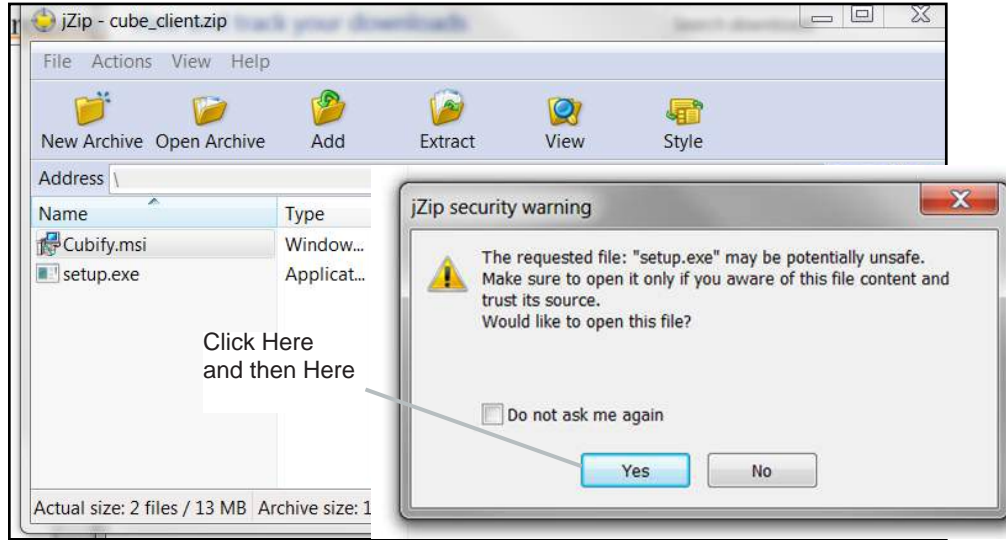 jZip - cube_client.zip
File Actions View Help
New Archive Open Archive Add Extract View Style
Address \
Name Type
Cubify.msi Window...
setup.exe Applicat...
Click Here
and then Here
Actual size: 2 files / 13 MB Archive size: 1
jZip security warning
The requested file: "setup.exe" may be potentially unsafe.
Make sure to open it only if you aware of this file content and
trust its source.
Would like to open this file?
Do not ask me again
Yes No